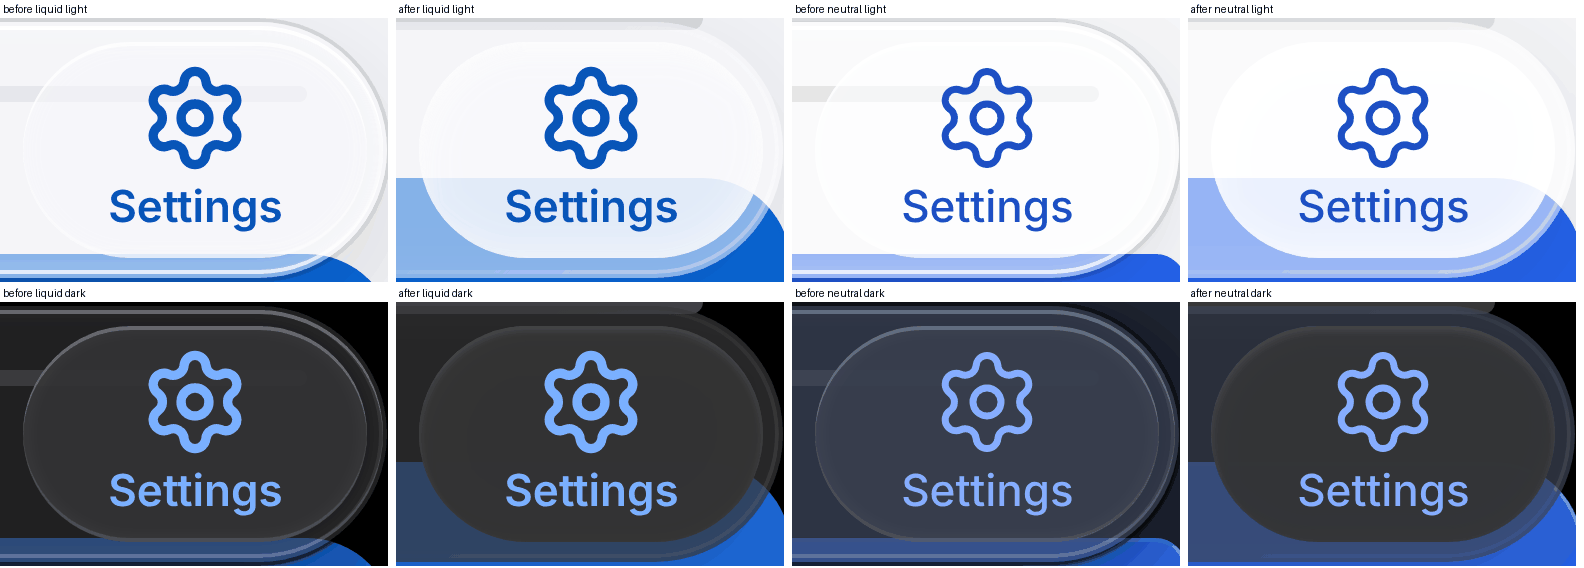 before liquid light
after liquid light
before neutral light
after neutral light
Settings
Settings
Settings
Settings
before liquid dark
after liquid dark
before neutral dark
after neutral dark
Settings
Settings
Settings
Settings